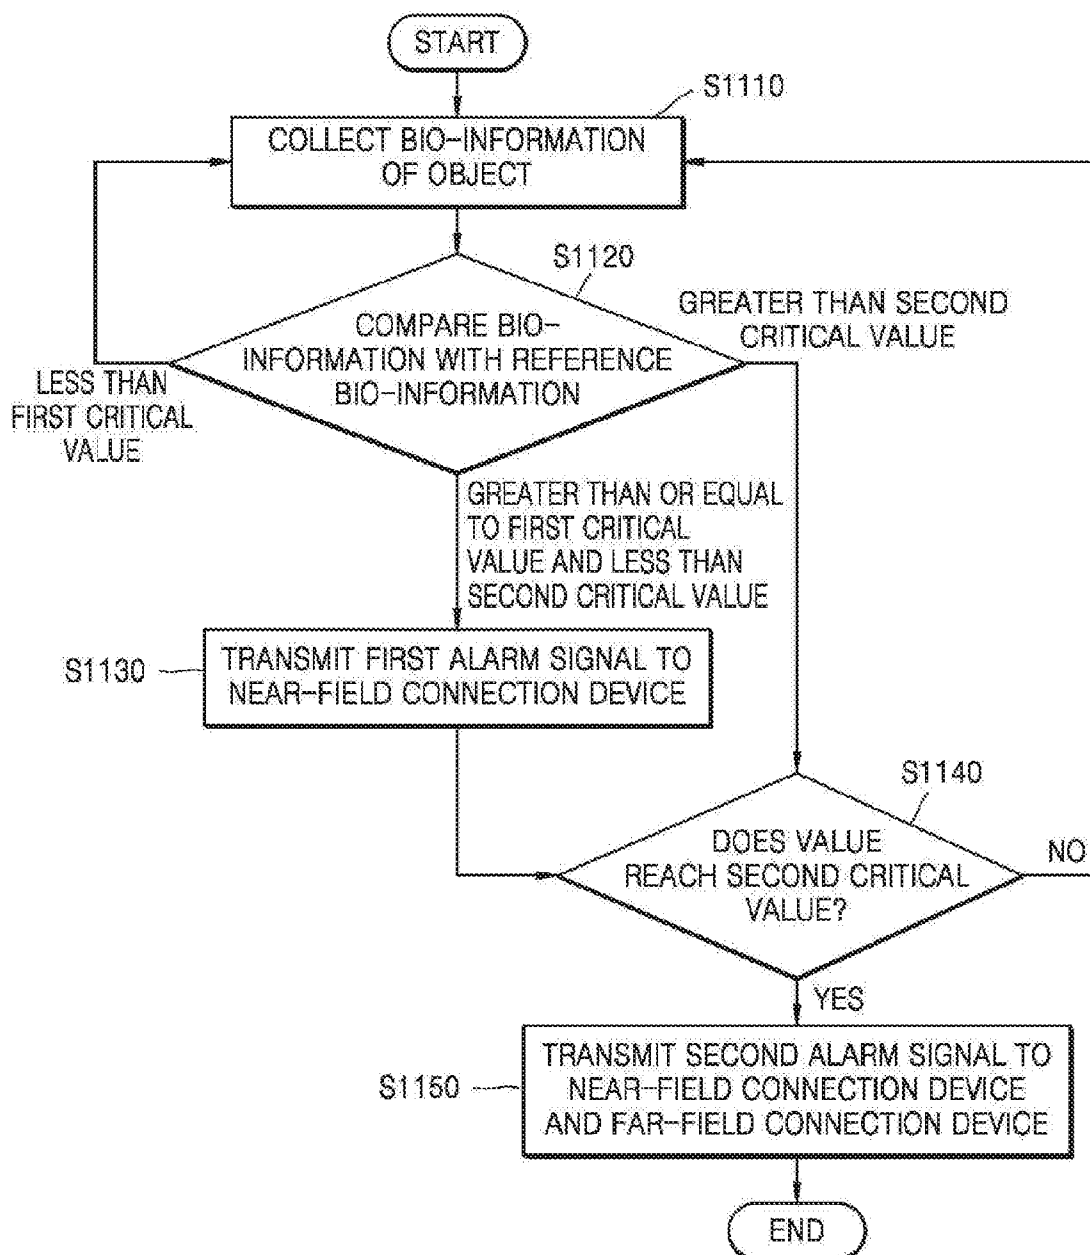 START
S1110
COLLECT BIO-INFORMATION
OF OBJECT
S1120
COMPARE BIO-
INFORMATION WITH REFERENCE
BIO-INFORMATION
GREATER THAN SECOND
CRITICAL VALUE
LESS THAN
FIRST CRITICAL
VALUE
GREATER THAN OR EQUAL
TO FIRST CRITICAL
VALUE AND LESS THAN
SECOND CRITICAL VALUE
S1130
TRANSMIT FIRST ALARM SIGNAL TO
NEAR-FIELD CONNECTION DEVICE
S1140
DOES VALUE
REACH SECOND CRITICAL
VALUE?
NO
YES
S1150
TRANSMIT SECOND ALARM SIGNAL TO
NEAR-FIELD CONNECTION DEVICE
AND FAR-FIELD CONNECTION DEVICE
END